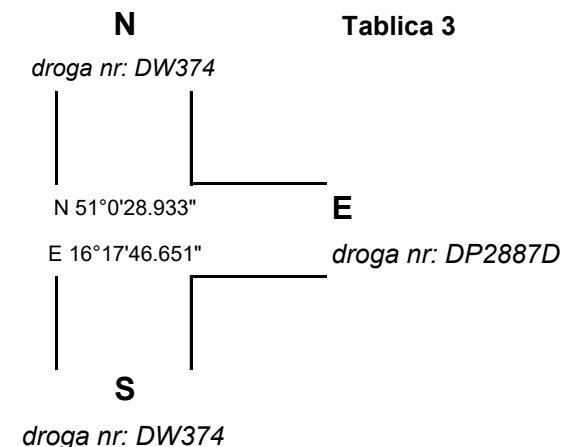 N
Tablica 3
droga nr: DW374
N 51°0'28.933"
E
E 16°17'46.651"
droga nr: DP2887D
S
droga nr: DW374